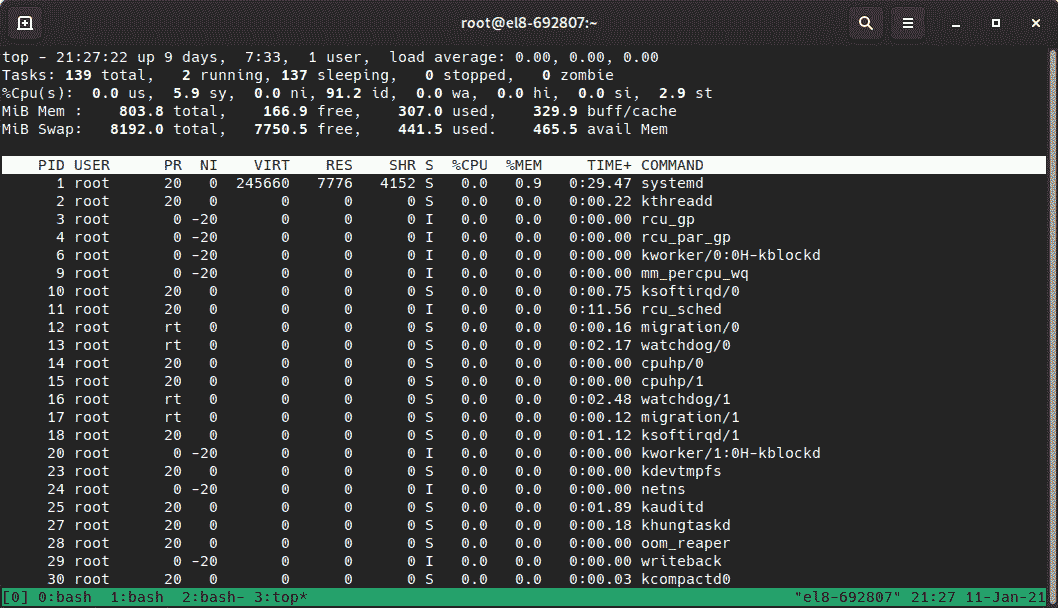 root@el8-692807:~
top - 21:27:22 up 9 days,  7:33,  1 user,  load average: 0.00, 0.00, 0.00
Tasks: 139 total,   2 running, 137 sleeping,   0 stopped,   0 zombie
%Cpu(s):  0.0 us,  5.9 sy,  0.0 ni, 91.2 id,  0.0 wa,  0.0 hi,  0.0 si,  2.9 st
MiB Mem :    803.8 total,    166.9 free,    307.0 used,    329.9 buff/cache
MiB Swap:   8192.0 total,   7750.5 free,    441.5 used.    465.5 avail Mem
    PID USER      PR  NI    VIRT    RES    SHR S  %CPU  %MEM     TIME+ COMMAND
      1 root      20   0  245660   7776   4152 S   0.0   0.9   0:29.47 systemd
      2 root      20   0       0      0      0 S   0.0   0.0   0:00.22 kthreadd
      3 root       0 -20       0      0      0 I   0.0   0.0   0:00.00 rcu_gp
      4 root       0 -20       0      0      0 I   0.0   0.0   0:00.00 rcu_par_gp
      6 root       0 -20       0      0      0 I   0.0   0.0   0:00.00 kworker/0:0H-kblockd
      9 root       0 -20       0      0      0 I   0.0   0.0   0:00.00 mm_percpu_wq
     10 root      20   0       0      0      0 S   0.0   0.0   0:00.75 ksoftirqd/0
     11 root      20   0       0      0      0 I   0.0   0.0   0:11.56 rcu_sched
     12 root      rt   0       0      0      0 S   0.0   0.0   0:00.16 migration/0
     13 root      rt   0       0      0      0 S   0.0   0.0   0:02.17 watchdog/0
     14 root      20   0       0      0      0 S   0.0   0.0   0:00.00 cpuhp/0
     15 root      20   0       0      0      0 S   0.0   0.0   0:00.00 cpuhp/1
     16 root      rt   0       0      0      0 S   0.0   0.0   0:02.48 watchdog/1
     17 root      rt   0       0      0      0 S   0.0   0.0   0:00.12 migration/1
     18 root      20   0       0      0      0 S   0.0   0.0   0:01.12 ksoftirqd/1
     20 root       0 -20       0      0      0 I   0.0   0.0   0:00.00 kworker/1:0H-kblockd
     23 root      20   0       0      0      0 S   0.0   0.0   0:00.00 kdevtmpfs
     24 root       0 -20       0      0      0 I   0.0   0.0   0:00.00 netns
     25 root      20   0       0      0      0 S   0.0   0.0   0:01.89 kauditd
     27 root      20   0       0      0      0 S   0.0   0.0   0:00.18 khungtaskd
     28 root      20   0       0      0      0 S   0.0   0.0   0:00.00 oom_reaper
     29 root       0 -20       0      0      0 I   0.0   0.0   0:00.00 writeback
     30 root      20   0       0      0      0 S   0.0   0.0   0:00.03 kcompactd0
[0] 0:bash  1:bash  2:bash- 3:top*    "el8-692807" 21:27 11-Jan-21